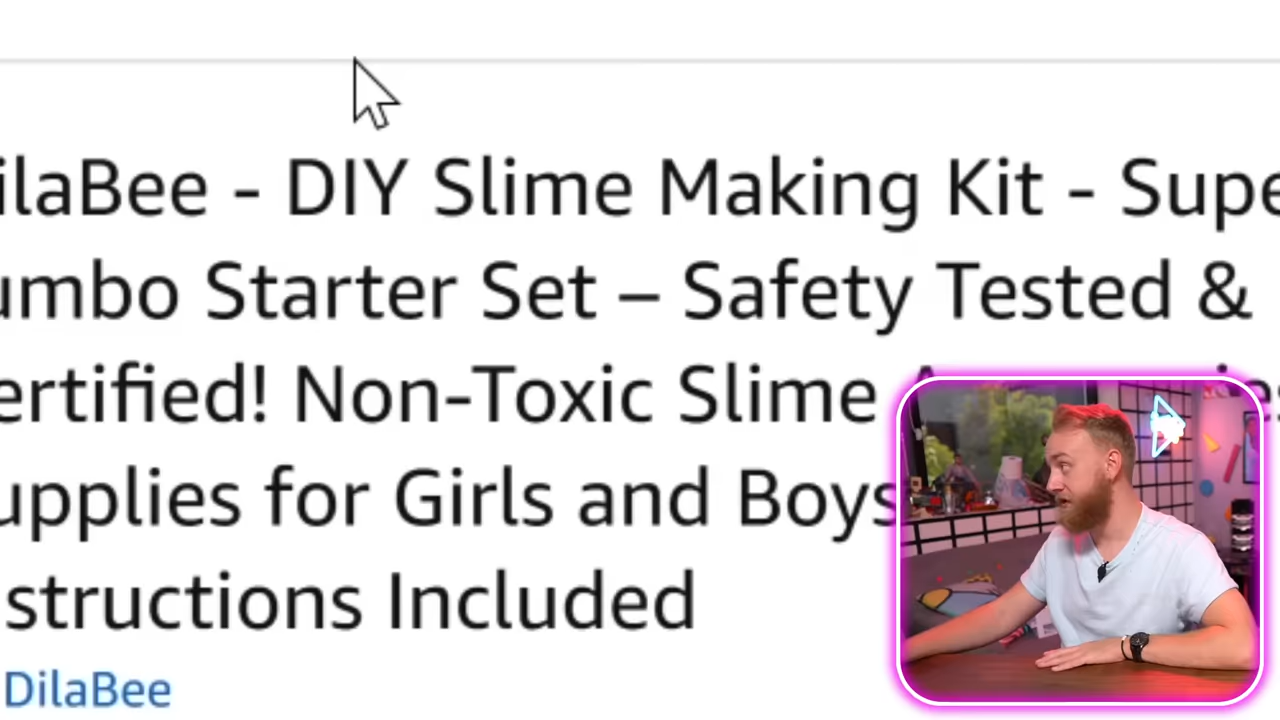 ilaBee - DIY Slime Making Kit - Supe
umbo Starter Set – Safety Tested &
ertified! Non-Toxic Slime
upplies for Girls and Boys
structions Included
DilaBee